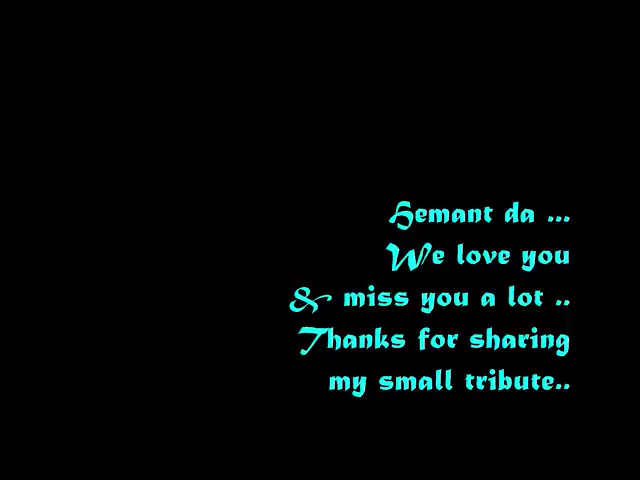 Hemant da ...
We love you
& miss you a lot ..
Thanks for sharing
my small tribute..